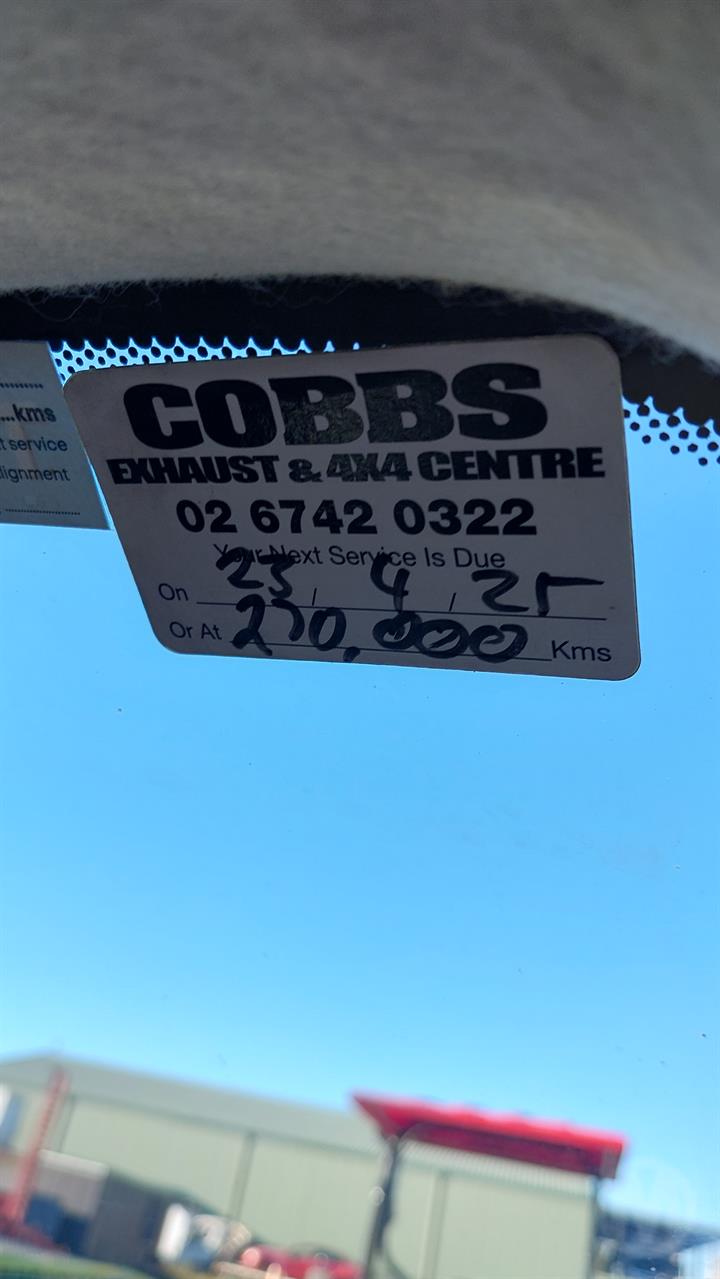 COBBS
EXHAUST & 4X4 CENTRE
02 6742 0322
Your Next Service Is Due
On 23 / 4 / 25
Or At 270,000 Kms
...kms
service